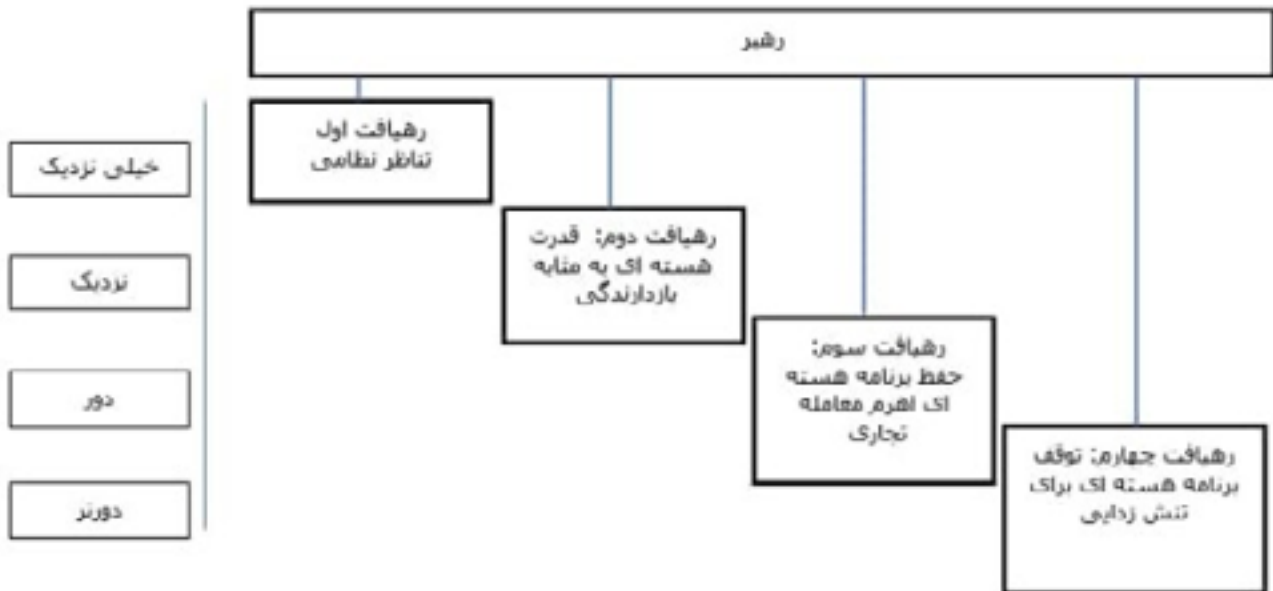 رهبر
رهیافت اول
تناظر نظامی
خیلی نزدیک
رهیافت دوم: قدرت
هسته ای به مثابه
بازدارندگی
نزدیک
رهیافت سوم:
حفظ برنامه هسته
ای اهرم معامله
تجاری
دور
رهیافت چهارم: توقف
برنامه هسته ای برای
تنش زدایی
دورتر